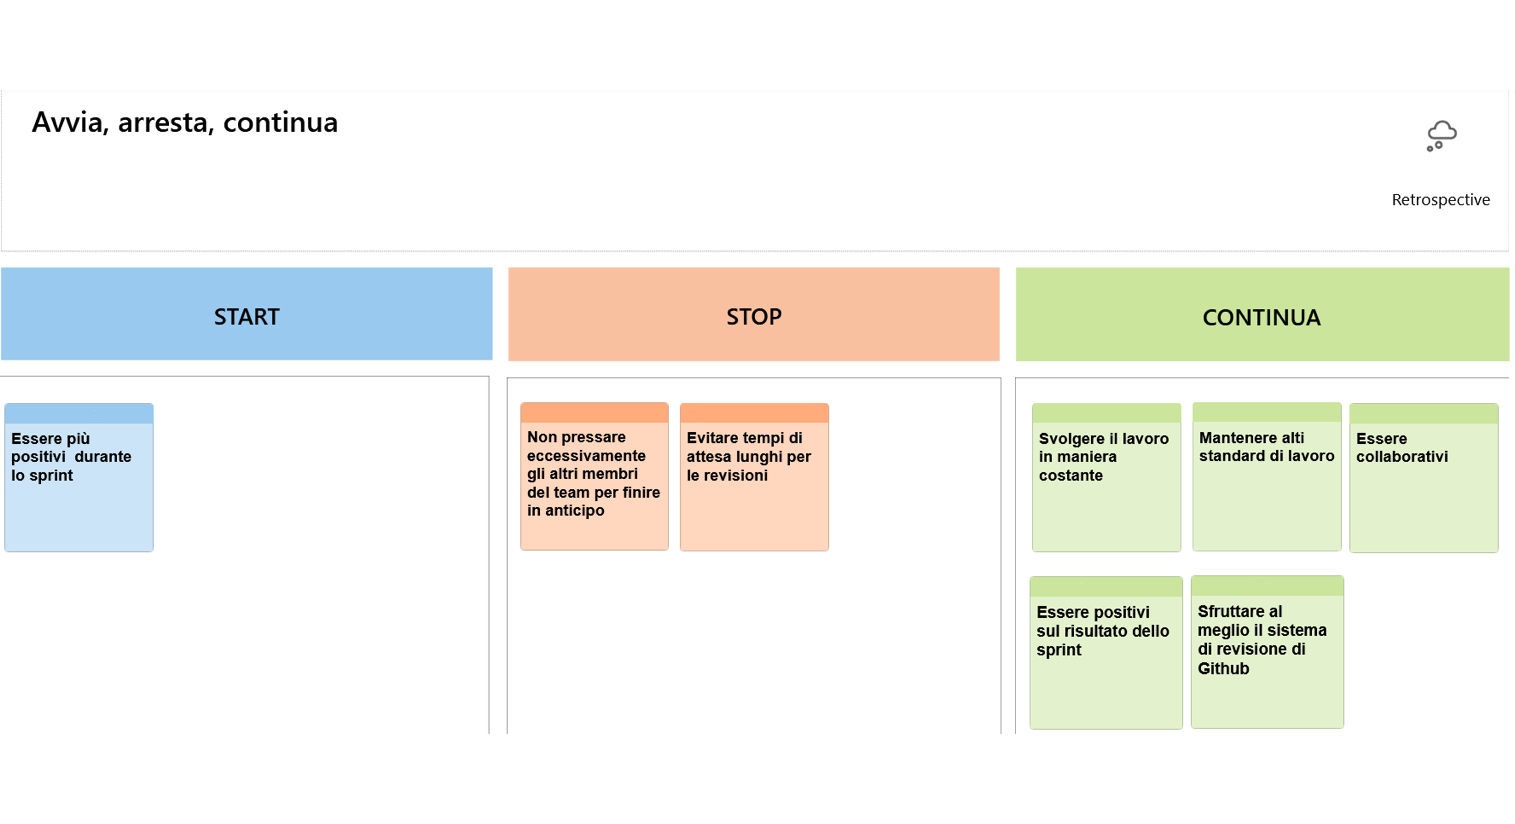 Avvia, arresta, continua
Retrospective
START
STOP
CONTINUA
Essere più
positivi durante
lo sprint
Non pressare
eccessivamente
gli altri membri
del team per finire
in anticipo
Evitare tempi di
attesa lunghi per
le revisioni
Svolgere il lavoro
in maniera
costante
Mantenere alti
standard di lavoro
Essere
collaborativi
Essere positivi
sul risultato dello
sprint
Sfruttare al
meglio il sistema
di revisione di
Github